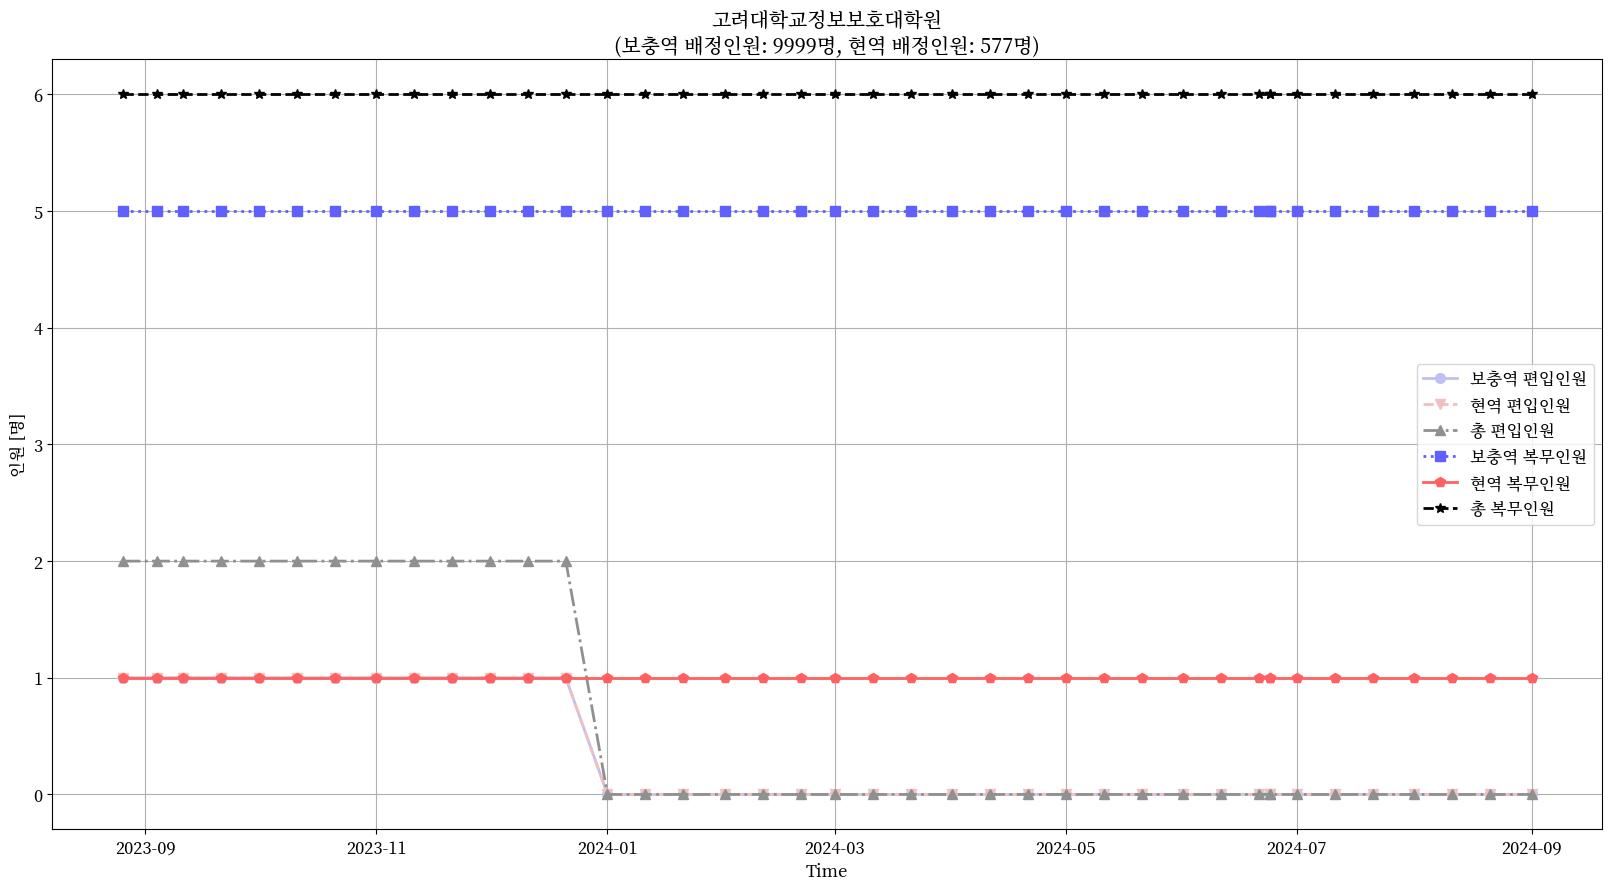 고려대학교정보보호대학원
(보충역 배정인원: 9999명, 현역 배정인원: 577명)
6
5
4
3
2
1
0
인원 [명]
보충역 편입인원
현역 편입인원
총 편입인원
보충역 복무인원
현역 복무인원
총 복무인원
2023-09 2023-11 2024-01 2024-03 2024-05 2024-07 2024-09
Time